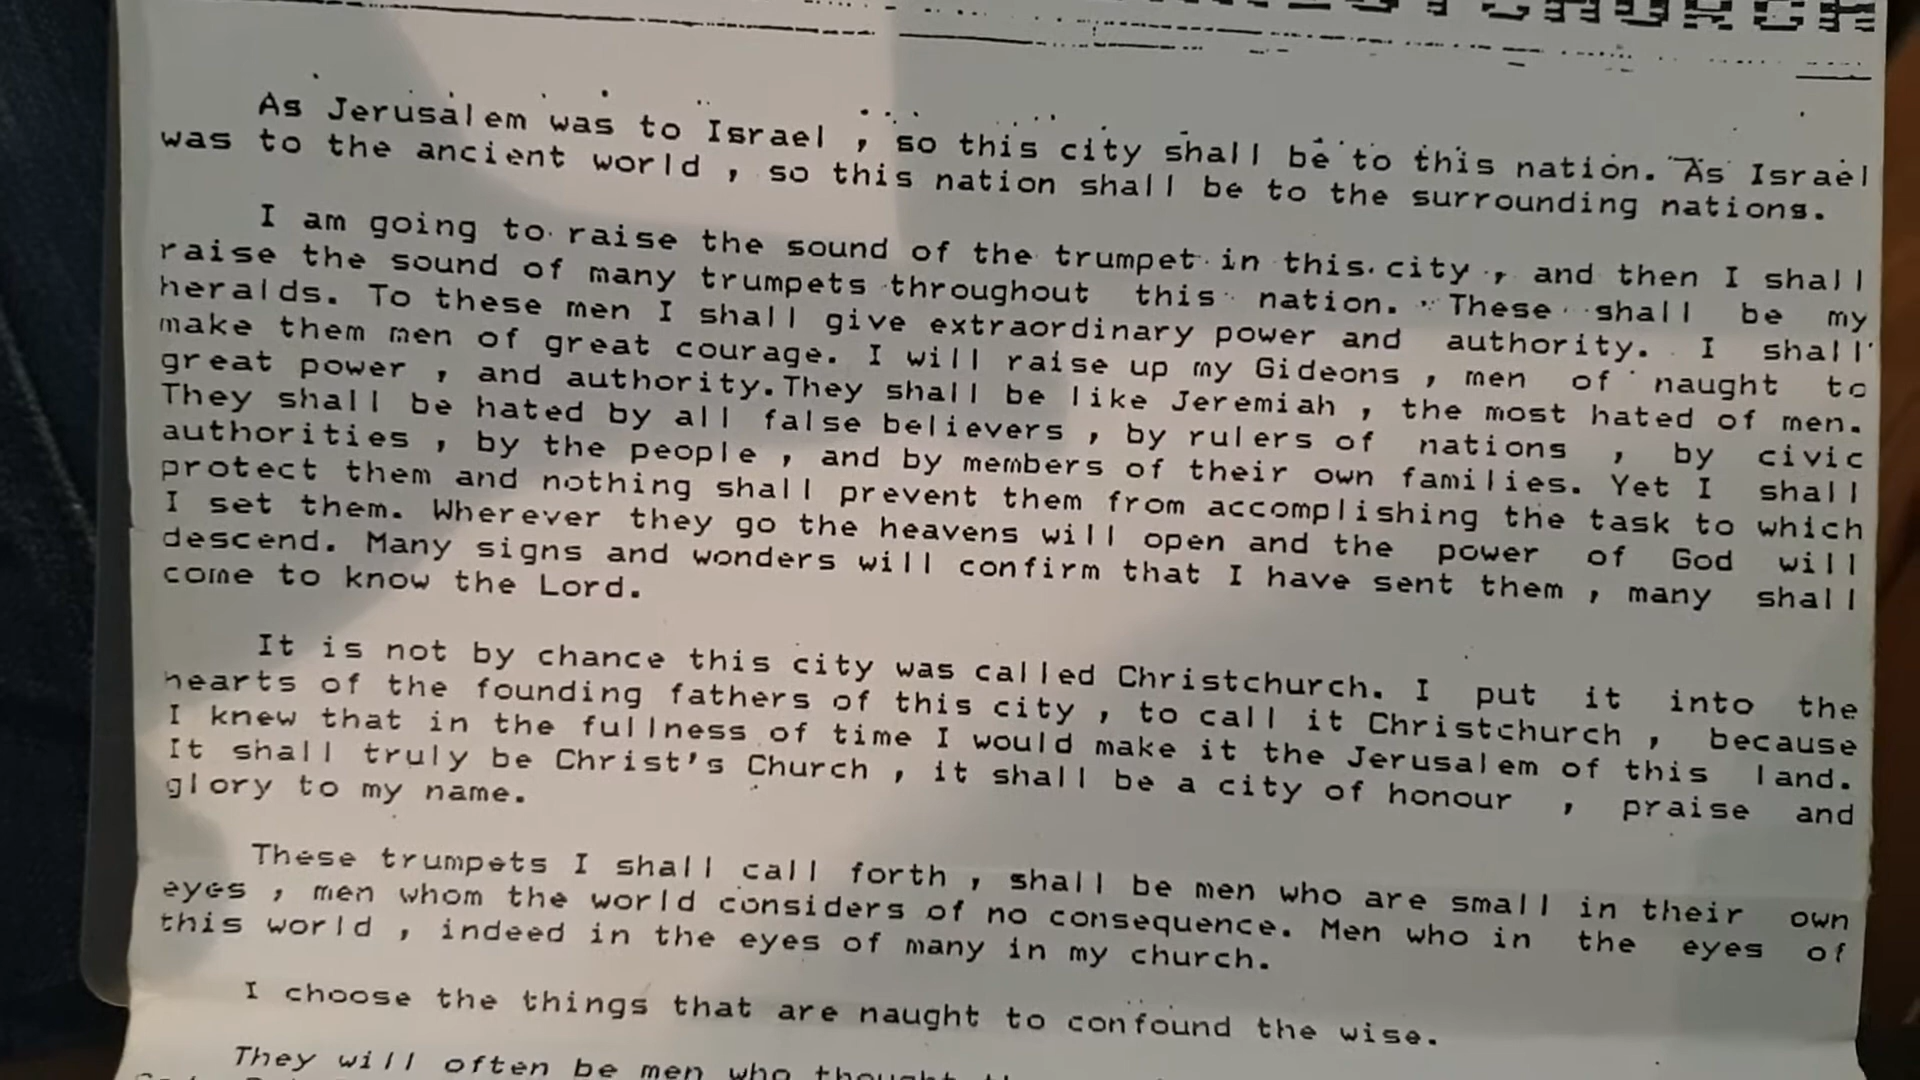 CHURCH
As Jerusalem was to Israel , so this city shall be to this nation. As Israel
was to the ancient world , so this nation shall be to the surrounding nations.
I am going to raise the sound of the trumpet in this city , and then I shall
raise the sound of many trumpets throughout this nation. These shall be my
heralds. To these men I shall give extraordinary power and authority. I shall
make them men of great courage. I will raise up my Gideons , men of naught to
great power , and authority.They shall be like Jeremiah , the most hated of men.
They shall be hated by all false believers , by rulers of nations , by civic
authorities , by the people , and by members of their own families. Yet I shall
protect them and nothing shall prevent them from accomplishing the task to which
I set them. Wherever they go the heavens will open and the power of God will
descend. Many signs and wonders will confirm that I have sent them , many shall
come to know the Lord.
It is not by chance this city was called Christchurch. I put it into the
hearts of the founding fathers of this city , to call it Christchurch , because
I knew that in the fullness of time I would make it the Jerusalem of this land.
It shall truly be Christ's Church , it shall be a city of honour , praise and
glory to my name.
These trumpets I shall call forth , shall be men who are small in their own
eyes , men whom the world considers of no consequence. Men who in the eyes of
this world , indeed in the eyes of many in my church.
I choose the things that are naught to confound the wise.
They will often be men who thought